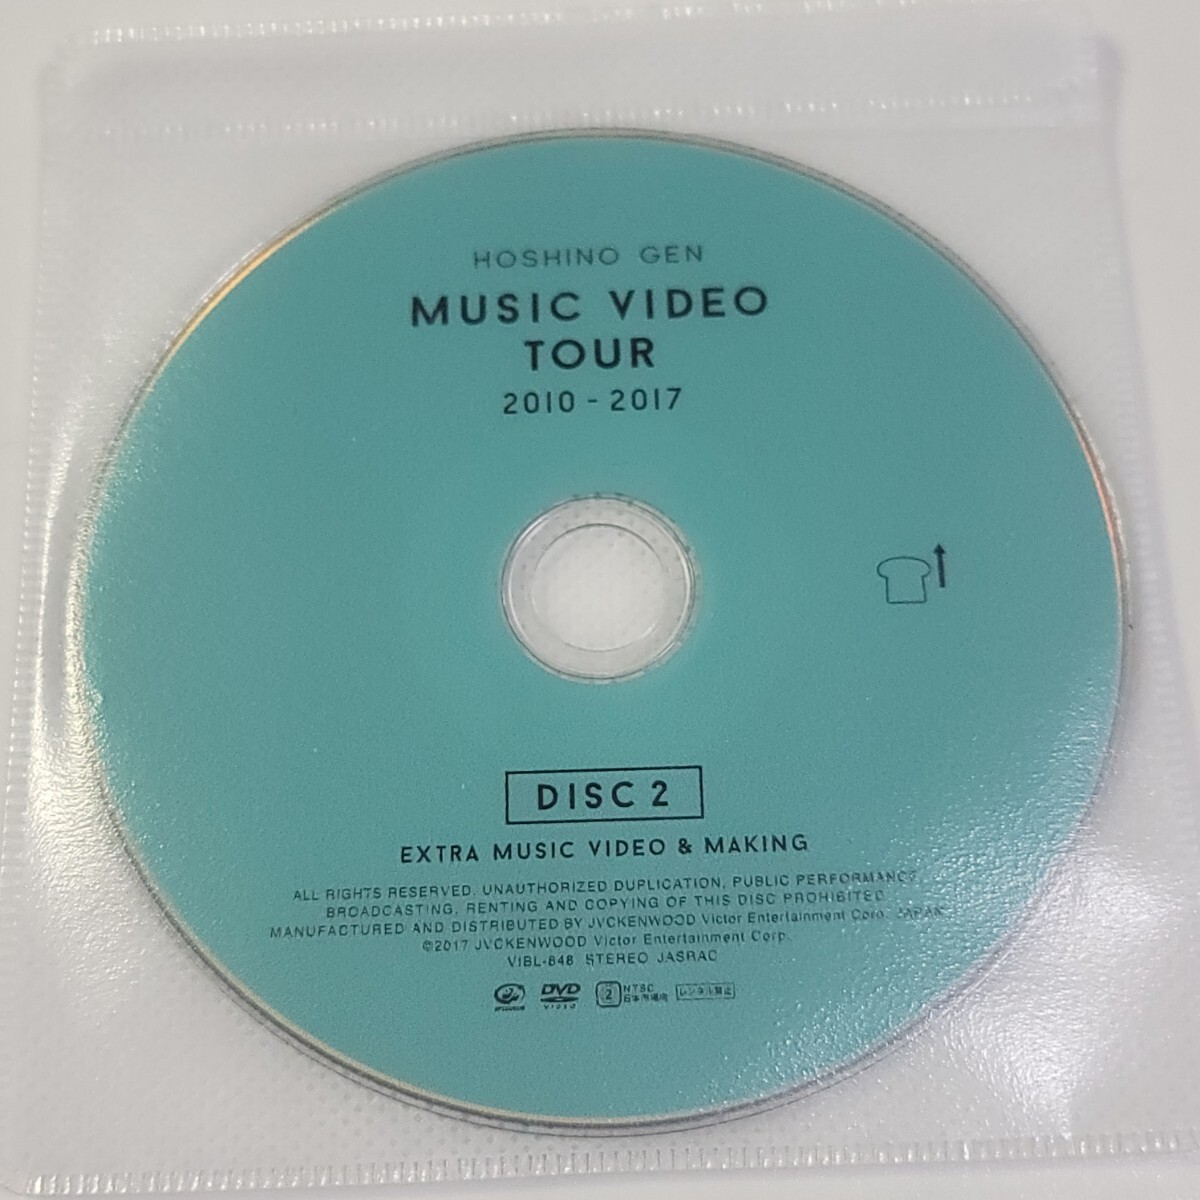 HOSHINO GEN
MUSIC VIDEO
TOUR
2010 - 2017
DISC 2
EXTRA MUSIC VIDEO & MAKING
ALL RIGHTS RESERVED. UNAUTHORIZED DUPLICATION, PUBLIC PERFORMANCE,
BROADCASTING, RENTING AND COPYING OF THIS DISC PROHIBITED.
MANUFACTURED AND DISTRIBUTED BY JVCKENWOOD Victor Entertainment Corp. JAPAN
©2017 JVCKENWOOD Victor Entertainment Corp.
VIBL-848 STEREO JASRAC
DVD VIDEO 2 NTSC 日本市場向 レンタル禁止